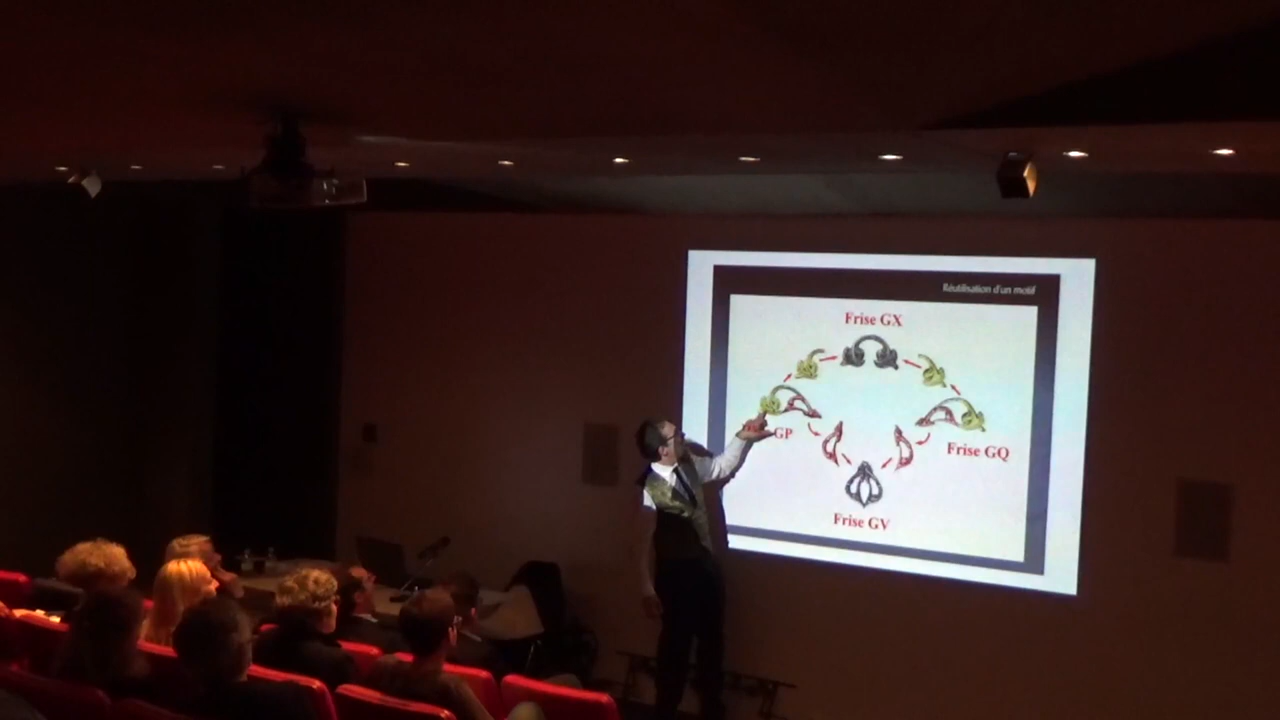 Réutilisation d'un motif
Frise GX
GP
Frise GQ
Frise GV